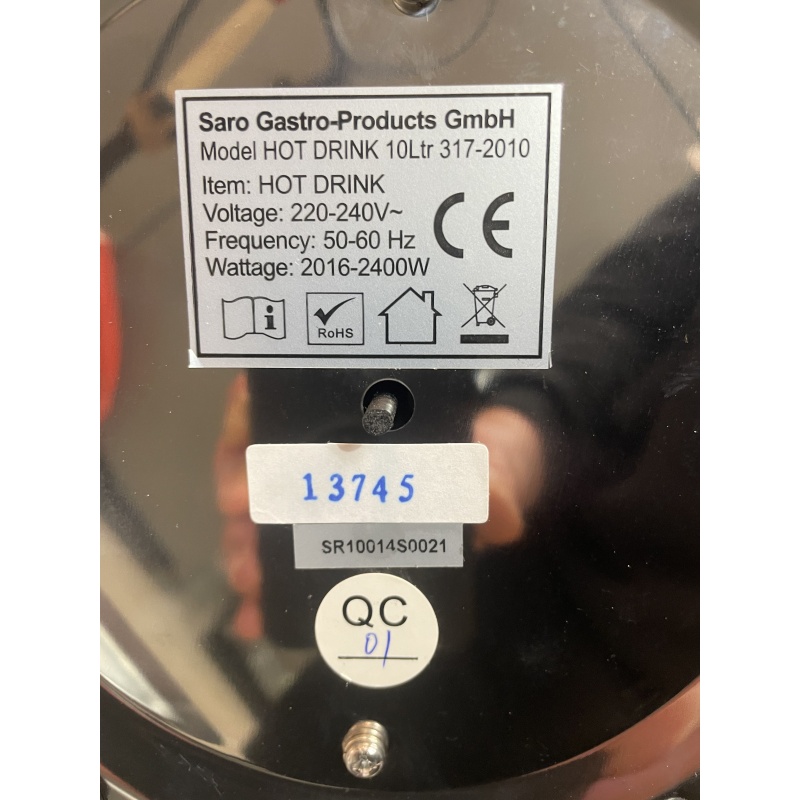 Saro Gastro-Products GmbH
Model HOT DRINK 10Ltr 317-2010
Item: HOT DRINK
Voltage: 220-240V~
Frequency: 50-60 Hz
Wattage: 2016-2400W
CE
i
RoHS
13745
SR10014S0021
QC
01